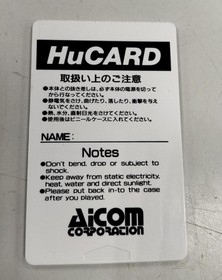 HuCARD
取扱い上のご注意
●本体との抜き差しは、必ず本体の電源を切って
から行なってください。
●静電気をさけ、曲げたり、落したり、衝撃を与え
ないでください。
●熱、水分、直射日光をさけてください。
●使用後はビニールケースに入れてください。
NAME:
Notes
●Don't bend, drop or subject to
shock.
●Keep away from static electricity,
heat, water and direct sunlight.
●Please put back in-to the case
after you played.
AICOM
CORPORATION